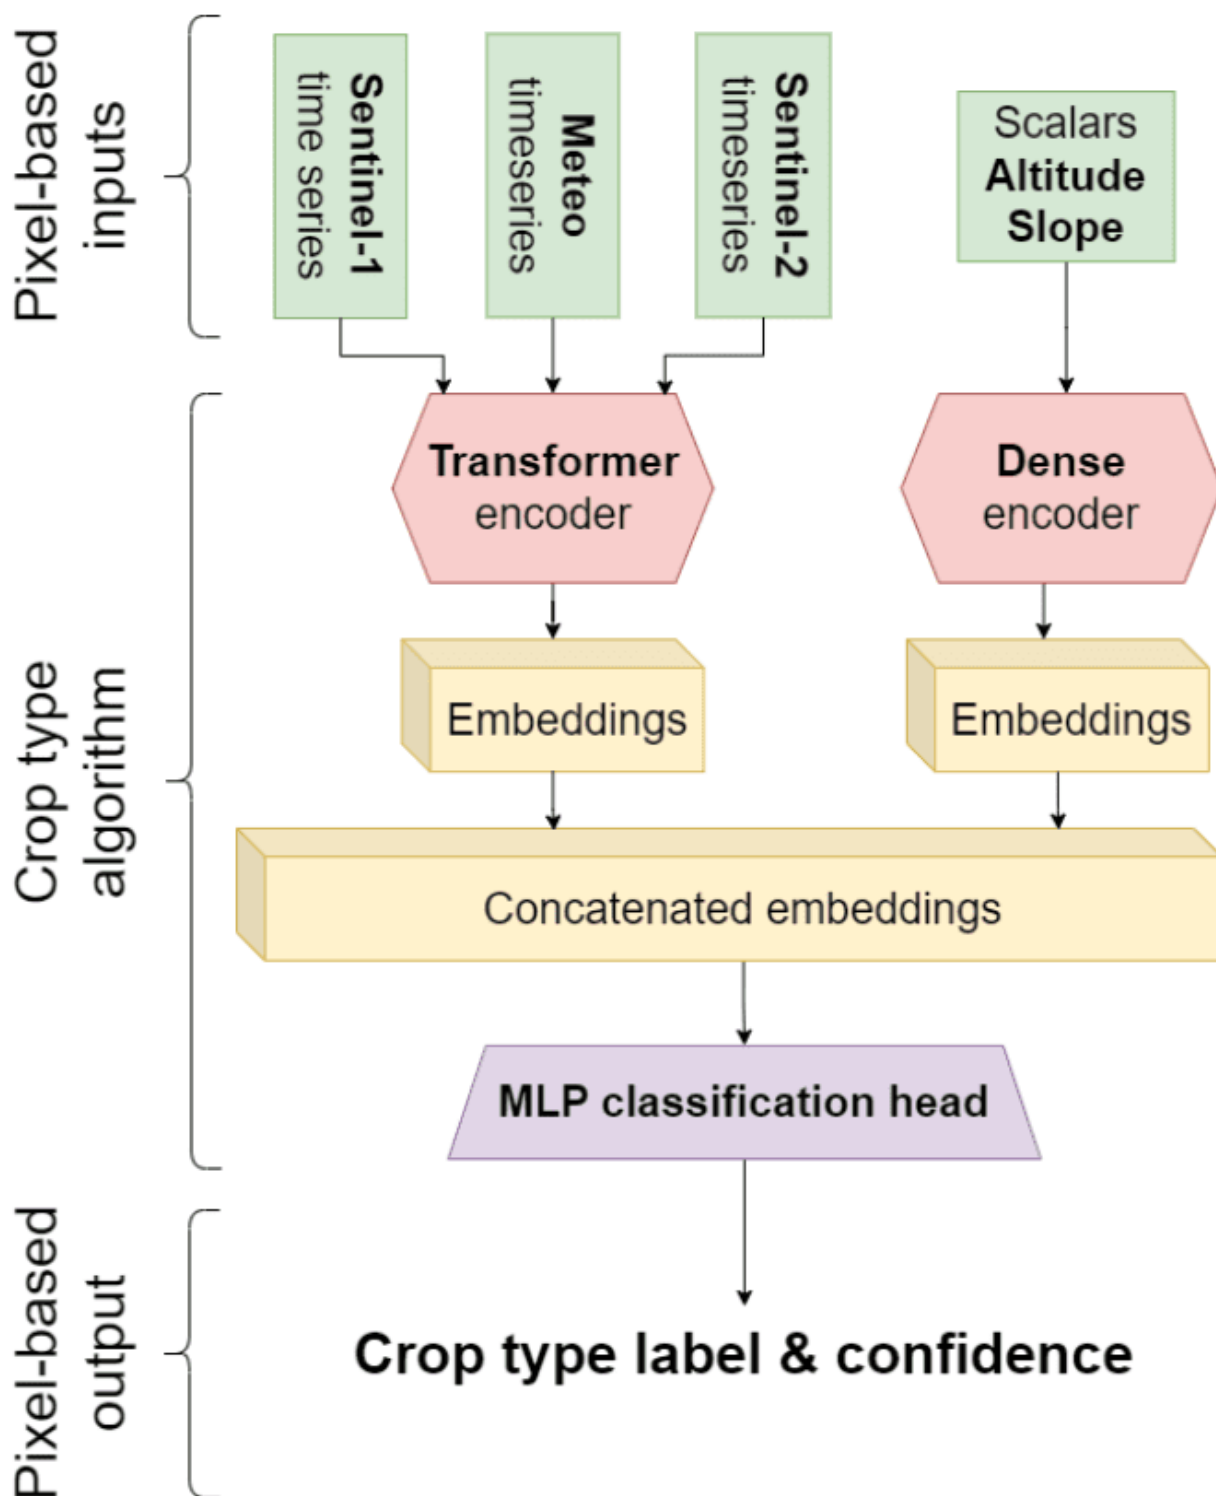 Pixel-based
inputs
Sentinel-1
time series
Meteo
timeseries
Sentinel-2
timeseries
Scalars
Altitude
Slope
Crop type
algorithm
Transformer
encoder
Dense
encoder
Embeddings
Embeddings
Concatenated embeddings
MLP classification head
Pixel-based
output
Crop type label & confidence